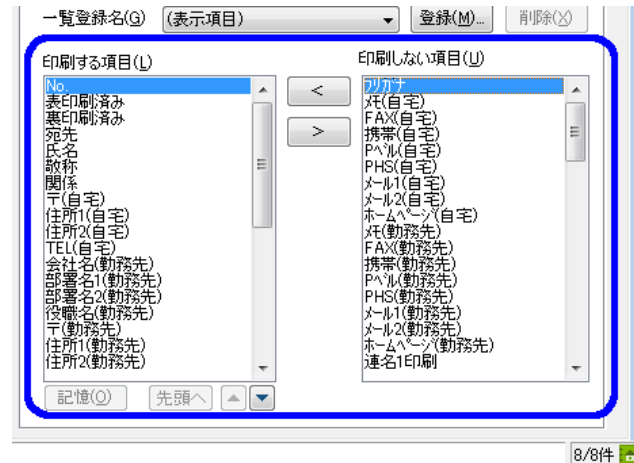 一覧登録名(G) (表示項目) 登録(M)... 削除(X)
印刷する項目(L)
No.
表印刷済み
裏印刷済み
宛先
氏名
敬称
関係
〒(自宅)
住所1(自宅)
住所2(自宅)
TEL(自宅)
会社名(勤務先)
部署名1(勤務先)
部署名2(勤務先)
役職名(勤務先)
〒(勤務先)
住所1(勤務先)
住所2(勤務先)
<
>
印刷しない項目(U)
フリガナ
メモ(自宅)
FAX(自宅)
携帯(自宅)
ポケベル(自宅)
PHS(自宅)
メール1(自宅)
メール2(自宅)
ホームページ(自宅)
メモ(勤務先)
FAX(勤務先)
携帯(勤務先)
PHS(勤務先)
メール1(勤務先)
メール2(勤務先)
ホームページ(勤務先)
連名1印刷
記憶(O) 先頭へ
8/8件